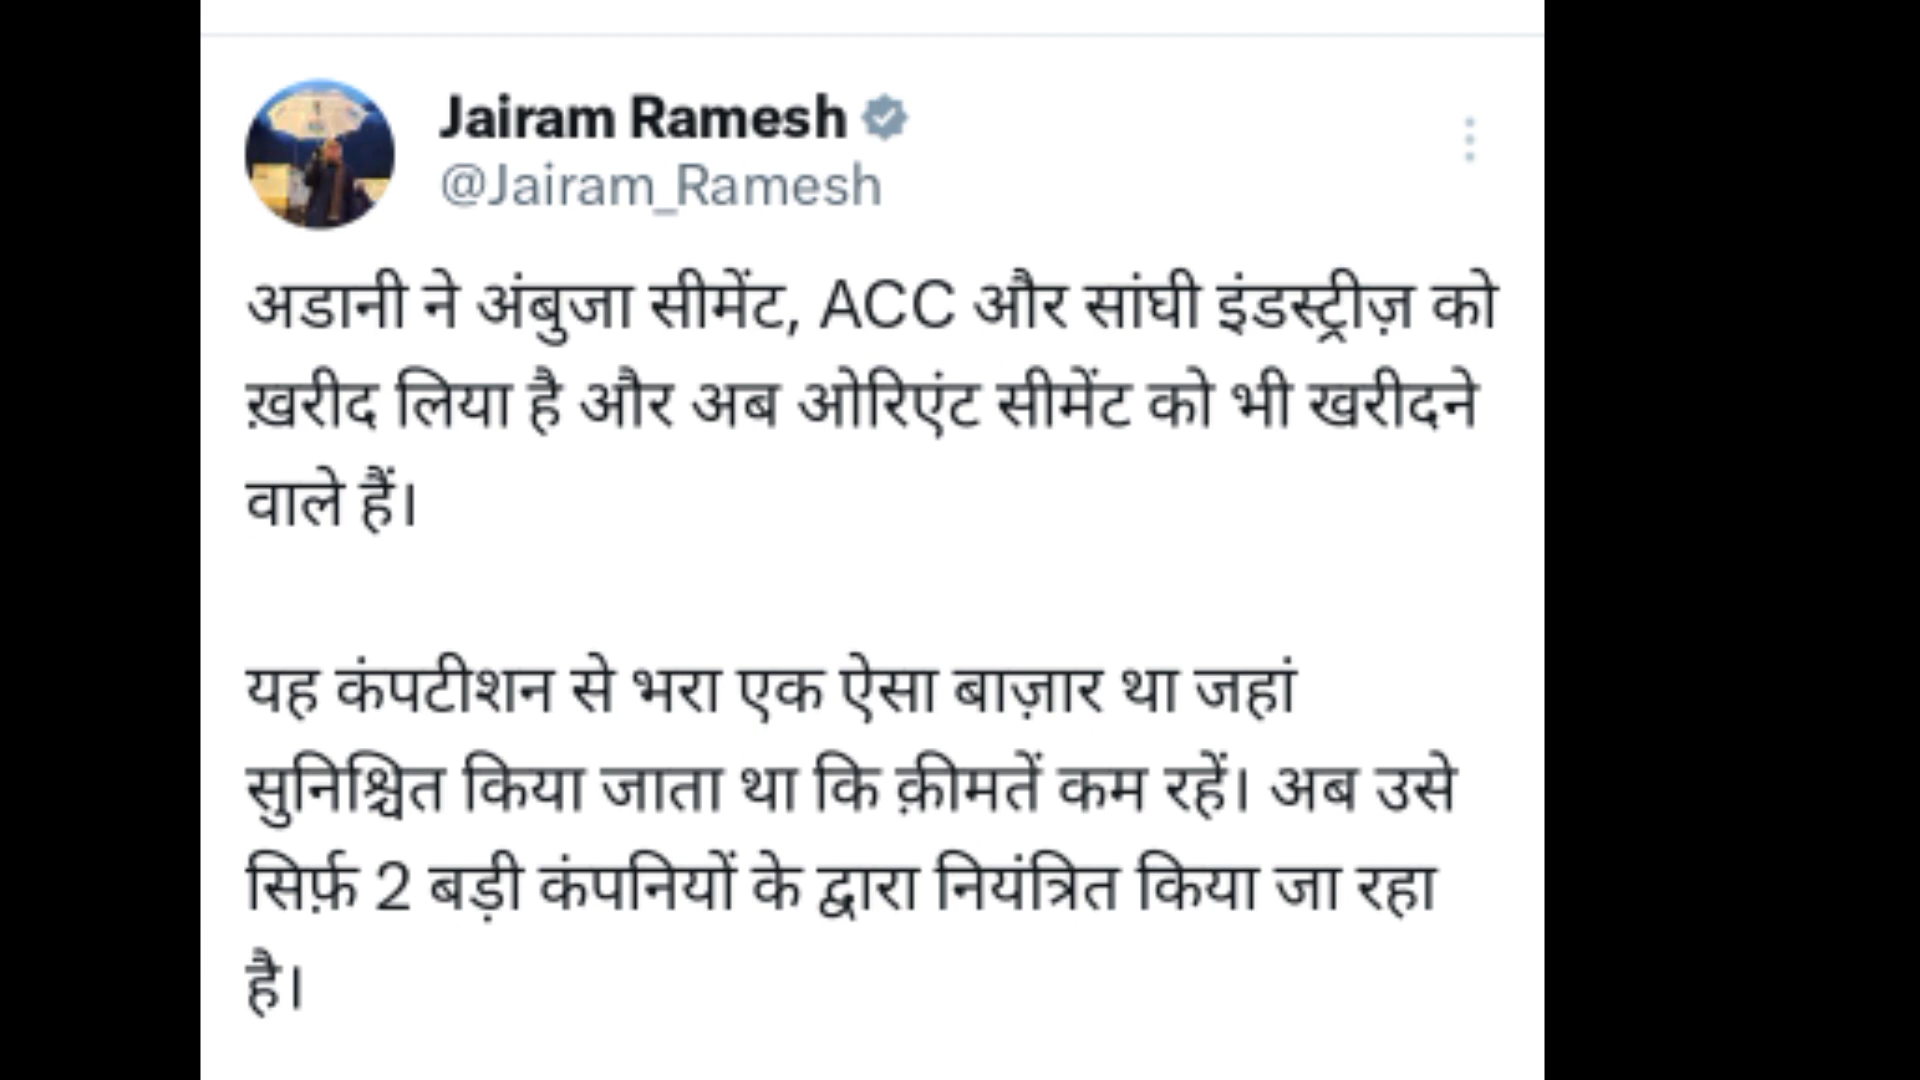 Jairam Ramesh
@Jairam_Ramesh
अडानी ने अंबुजा सीमेंट, ACC और सांघी इंडस्ट्रीज़ को
ख़रीद लिया है और अब ओरिएंट सीमेंट को भी खरीदने
वाले हैं।
यह कंपटीशन से भरा एक ऐसा बाज़ार था जहां
सुनिश्चित किया जाता था कि क़ीमतें कम रहें। अब उसे
सिर्फ़ 2 बड़ी कंपनियों के द्वारा नियंत्रित किया जा रहा
है।